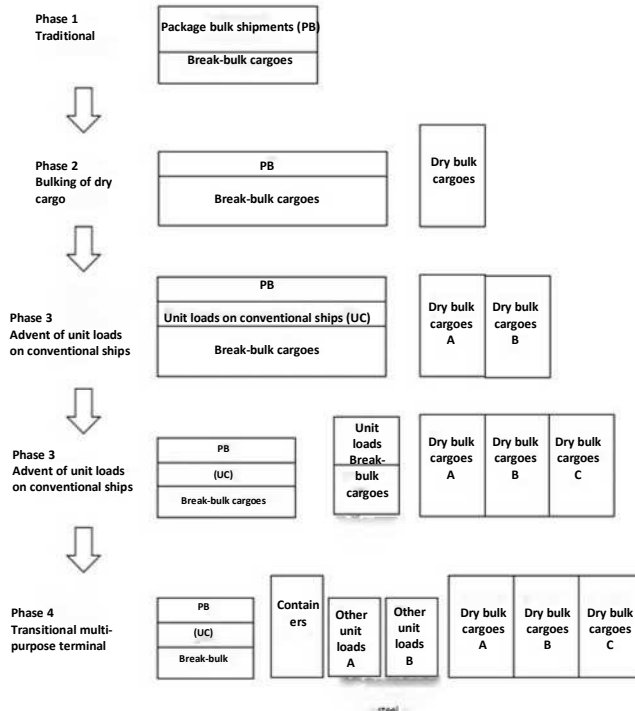 Phase 1
Traditional
Package bulk shipments (PB)
Break-bulk cargoes
Phase 2
Bulking of dry
cargo
PB
Break-bulk cargoes
Dry bulk
cargoes
Phase 3
Advent of unit loads
on conventional ships
PB
Unit loads on conventional ships (UC)
Break-bulk cargoes
Dry bulk
cargoes
A
Dry bulk
cargoes
B
Phase 3
Advent of unit loads
on conventional ships
PB
(UC)
Break-bulk cargoes
Unit
loads
Break-
bulk
cargoes
Dry bulk
cargoes
A
Dry bulk
cargoes
B
Dry bulk
cargoes
C
Phase 4
Transitional multi-
purpose terminal
PB
(UC)
Break-bulk
Contain
ers
Other
unit
loads
A
Other
unit
loads
B
Dry bulk
cargoes
A
Dry bulk
cargoes
B
Dry bulk
cargoes
C